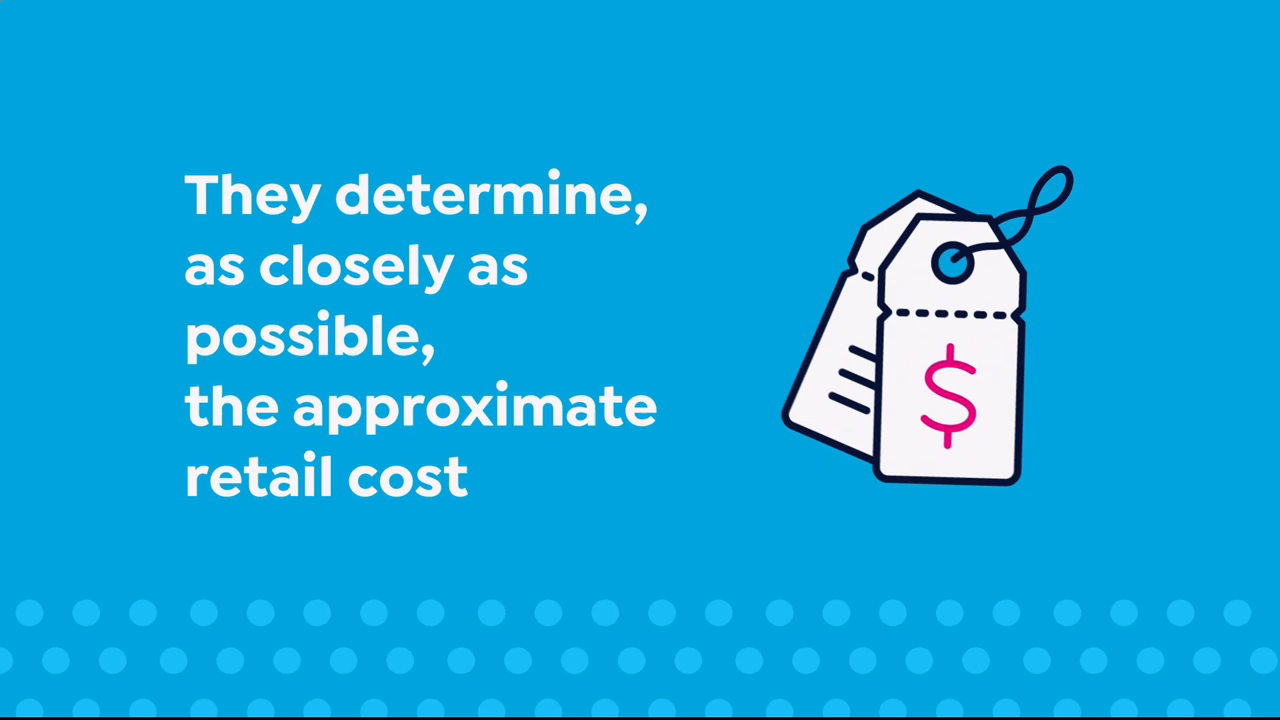 They determine,
as closely as
possible,
the approximate
retail cost
$